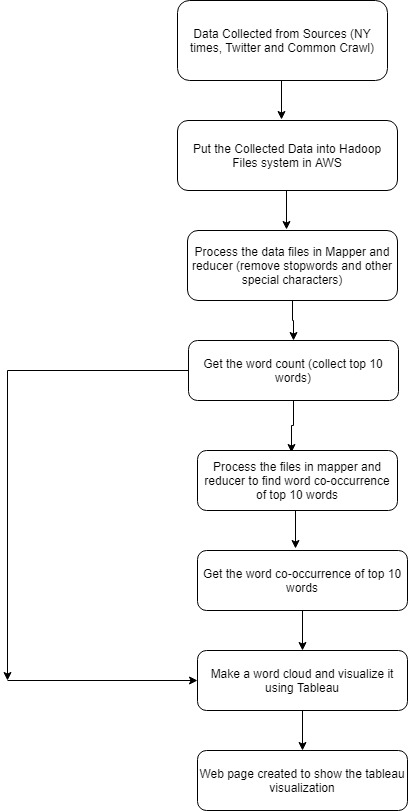 Data Collected from Sources (NY
times, Twitter and Common Crawl)
Put the Collected Data into Hadoop
Files system in AWS
Process the data files in Mapper and
reducer (remove stopwords and other
special characters)
Get the word count (collect top 10
words)
Process the files in mapper and
reducer to find word co-occurrence
of top 10 words
Get the word co-occurrence of top 10
words
Make a word cloud and visualize it
using Tableau
Web page created to show the tableau
visualization